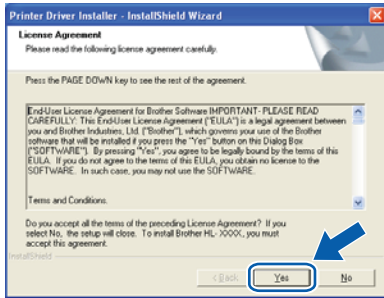 Printer Driver Installer - InstallShield Wizard
License Agreement
Please read the following license agreement carefully.
Press the PAGE DOWN key to see the rest of the agreement.
End-User License Agreement for Brother Software IMPORTANT- PLEASE READ
CAREFULLY: This End-User License Agreement ("EULA") is a legal agreement between
you and Brother Industries, Ltd. ("Brother"), which governs your use of the Brother
software that will be installed if you press the "Yes" button on this Dialog Box
("SOFTWARE"). By pressing "Yes", you agree to be legally bound by the terms of this
EULA. If you do not agree to the terms of this EULA, you obtain no license to the
SOFTWARE. In such case, you may not use the SOFTWARE.
Terms and Conditions.
Do you accept all the terms of the preceding License Agreement? If you
select No, the setup will close. To install Brother HL- XXXX, you must
accept this agreement.
InstallShield
< Back
Yes
No